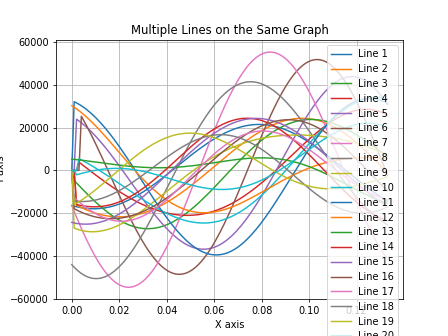 Multiple Lines on the Same Graph
60000
40000
20000
0
−20000
−40000
−60000
0.00 0.02 0.04 0.06 0.08 0.10
X axis
axis
Line 1
Line 2
Line 3
Line 4
Line 5
Line 6
Line 7
Line 8
Line 9
Line 10
Line 11
Line 12
Line 13
Line 14
Line 15
Line 16
Line 17
Line 18
Line 19
Line 20